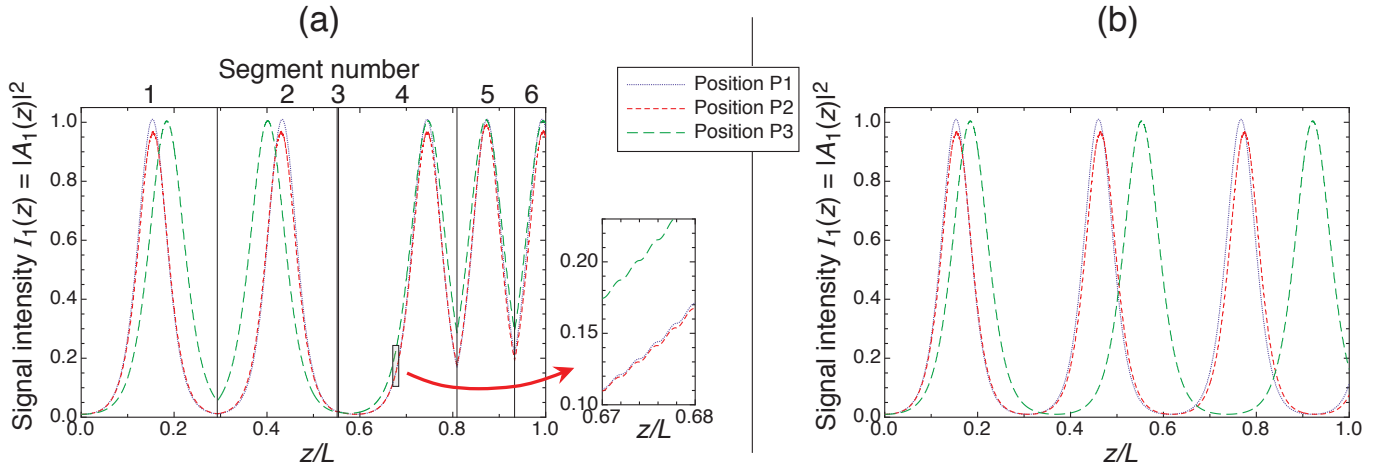 (a)
(b)
Segment number
1 2 3 4 5 6
Signal intensity I₁(z) = |A₁(z)|²
1.0
0.8
0.6
0.4
0.2
0.0
0.0 0.2 0.4 0.6 0.8 1.0
z/L
Position P1
Position P2
Position P3
0.20
0.15
0.10
0.67 0.68
z/L
Signal intensity I₁(z) = |A₁(z)|²
1.0
0.8
0.6
0.4
0.2
0.0
0.0 0.2 0.4 0.6 0.8 1.0
z/L